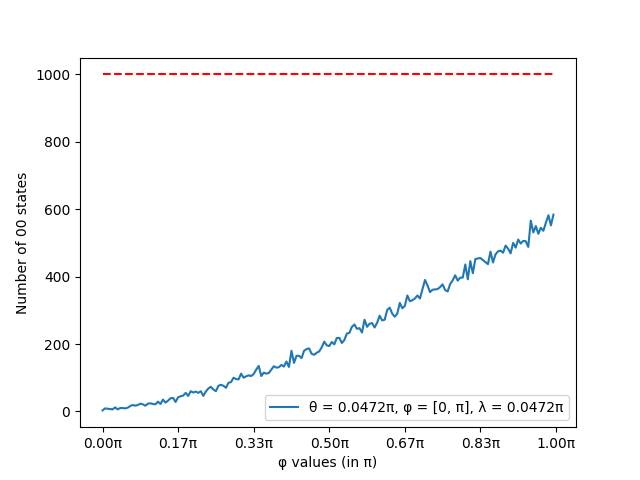 1000
800
600
400
200
0
Number of 00 states
θ = 0.0472π, φ = [0, π], λ = 0.0472π
0.00π 0.17π 0.33π 0.50π 0.67π 0.83π 1.00π
φ values (in π)